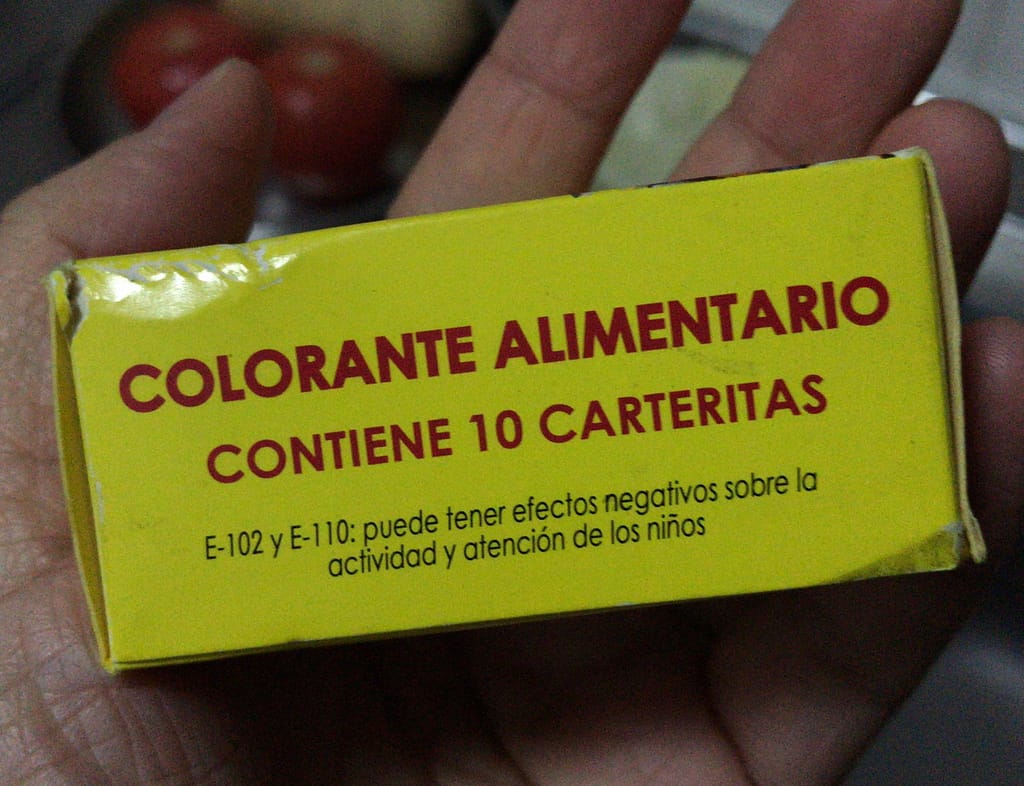 COLORANTE ALIMENTARIO
CONTIENE 10 CARTERITAS
E-102 y E-110: puede tener efectos negativos sobre la
actividad y atención de los niños